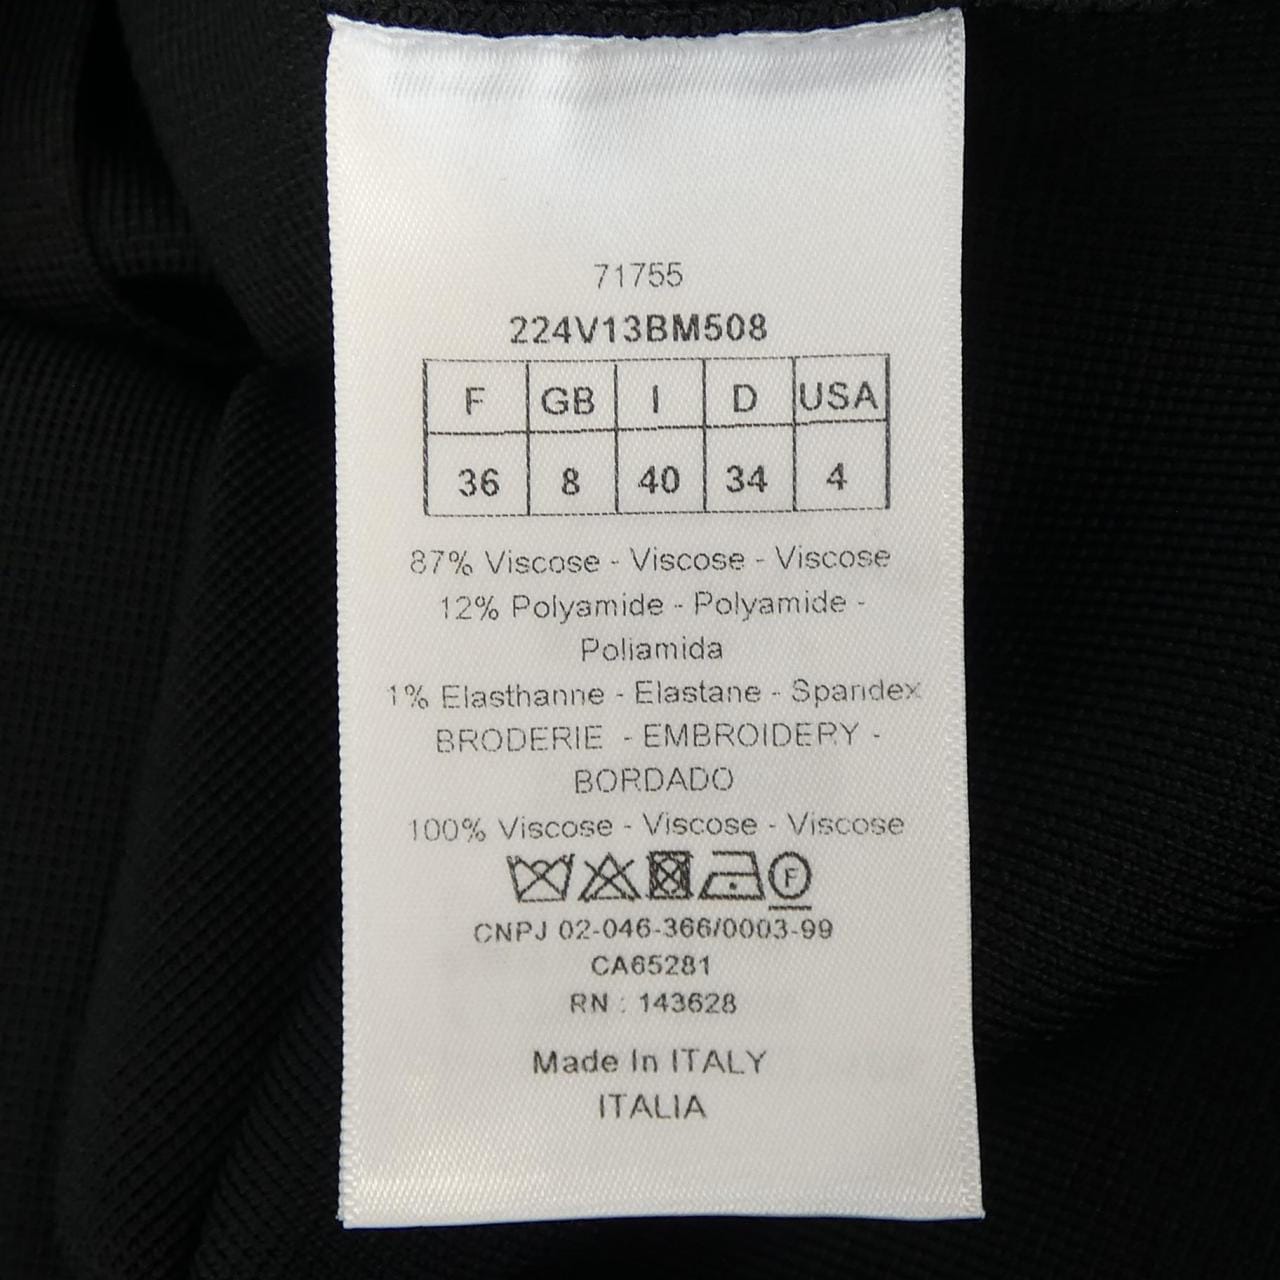 71755
224V13BM508
F GB I D USA
36 8 40 34 4
87% Viscose - Viscose - Viscose
12% Polyamide - Polyamide -
Poliamida
1% Elasthanne - Elastane - Spandex
BRODERIE - EMBROIDERY -
BORDADO
100% Viscose - Viscose - Viscose
F
CNPJ 02-046-366/0003-99
CA65281
RN : 143628
Made In ITALY
ITALIA